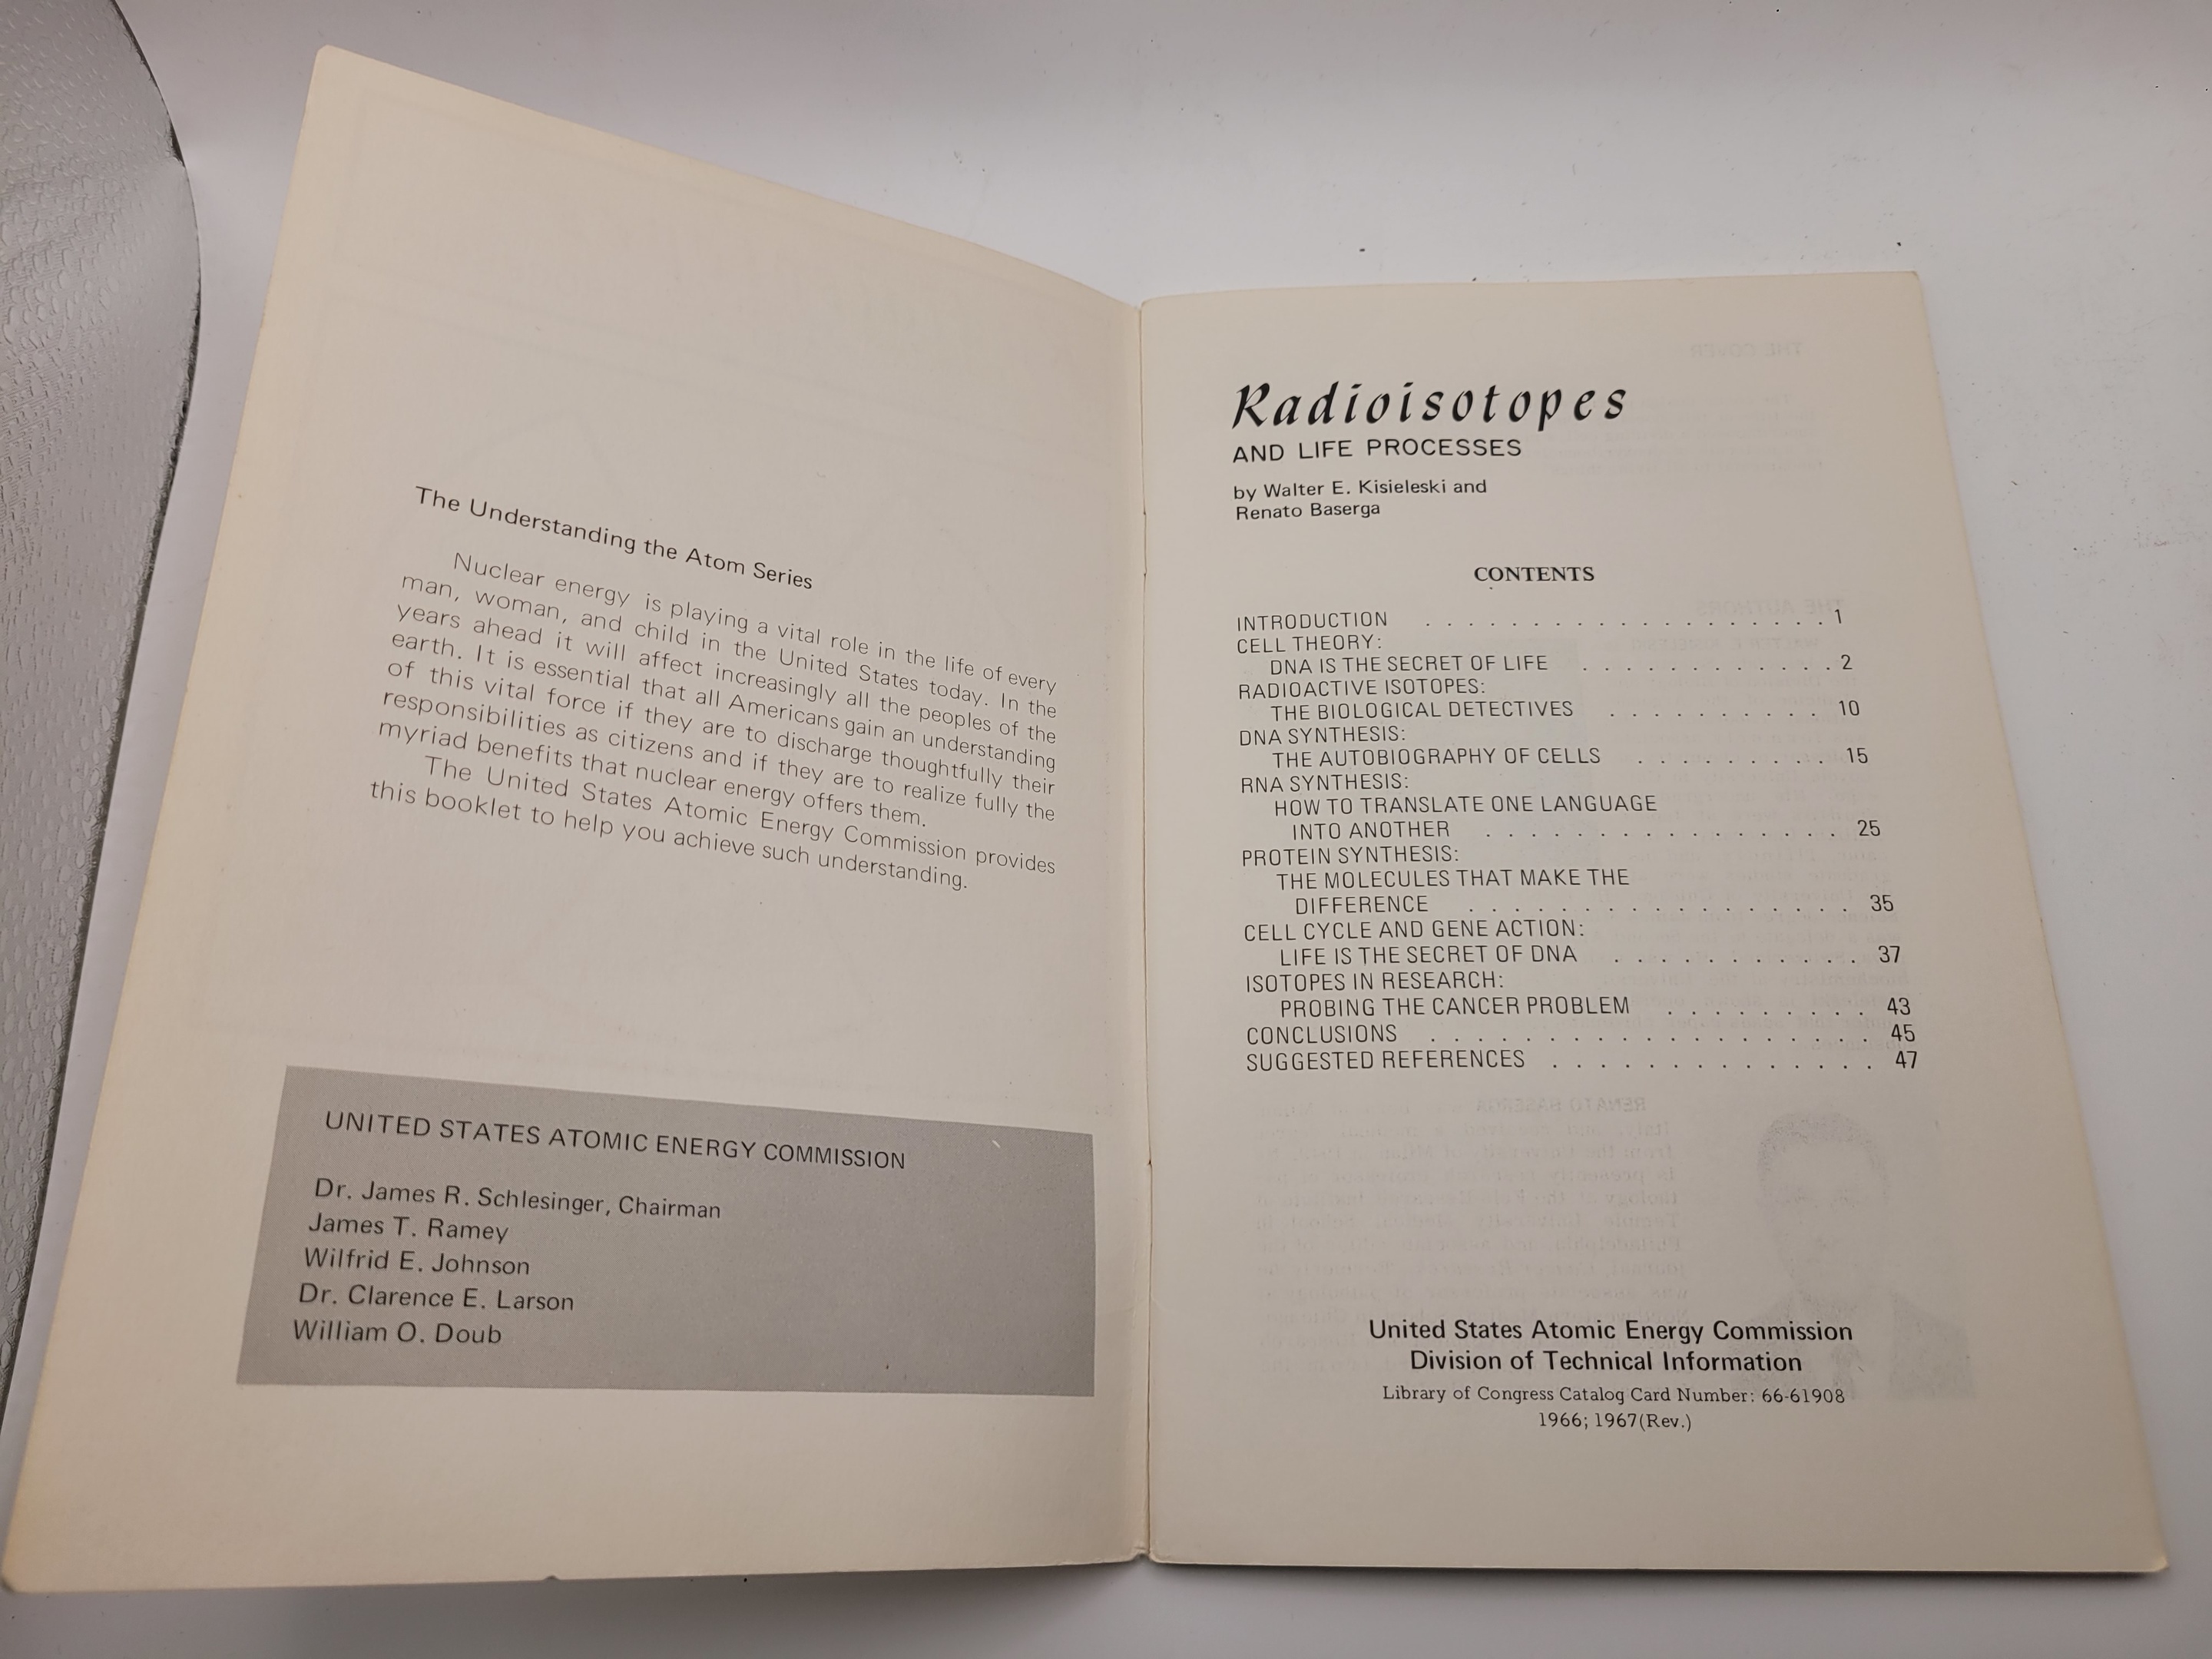 The Understanding the Atom Series
Nuclear energy is playing a vital role in the life of every
man, woman, and child in the United States today. In the
years ahead it will affect increasingly all the peoples of the
earth. It is essential that all Americans gain an understanding
of this vital force if they are to discharge thoughtfully their
responsibilities as citizens and if they are to realize fully the
myriad benefits that nuclear energy offers them.
The United States Atomic Energy Commission provides
this booklet to help you achieve such understanding.
UNITED STATES ATOMIC ENERGY COMMISSION
Dr. James R. Schlesinger, Chairman
James T. Ramey
Wilfrid E. Johnson
Dr. Clarence E. Larson
William O. Doub
Radioisotopes
AND LIFE PROCESSES
by Walter E. Kisieleski and
Renato Baserga
CONTENTS
INTRODUCTION . . . . . . . . . . . . . . . . . . 1
CELL THEORY:
DNA IS THE SECRET OF LIFE . . . . . . . . . . . 2
RADIOACTIVE ISOTOPES:
THE BIOLOGICAL DETECTIVES . . . . . . . . . . 10
DNA SYNTHESIS:
THE AUTOBIOGRAPHY OF CELLS . . . . . . . . . 15
RNA SYNTHESIS:
HOW TO TRANSLATE ONE LANGUAGE
INTO ANOTHER . . . . . . . . . . . . . . . 25
PROTEIN SYNTHESIS:
THE MOLECULES THAT MAKE THE
DIFFERENCE . . . . . . . . . . . . . . . . 35
CELL CYCLE AND GENE ACTION:
LIFE IS THE SECRET OF DNA . . . . . . . . . . . 37
ISOTOPES IN RESEARCH:
PROBING THE CANCER PROBLEM . . . . . . . . . 43
CONCLUSIONS . . . . . . . . . . . . . . . . . . 45
SUGGESTED REFERENCES . . . . . . . . . . . . . . 47
United States Atomic Energy Commission
Division of Technical Information
Library of Congress Catalog Card Number: 66-61908
1966; 1967(Rev.)